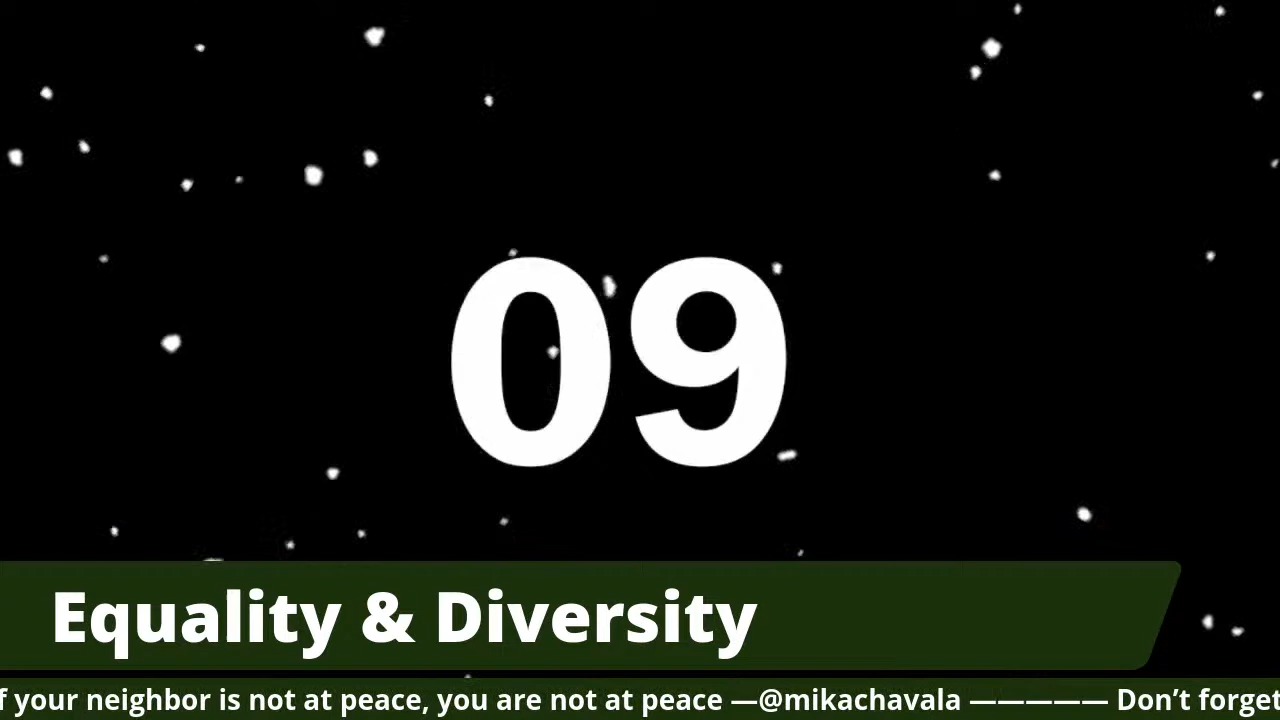 09
Equality & Diversity
f your neighbor is not at peace, you are not at peace —@mikachavala —————— Don’t forget